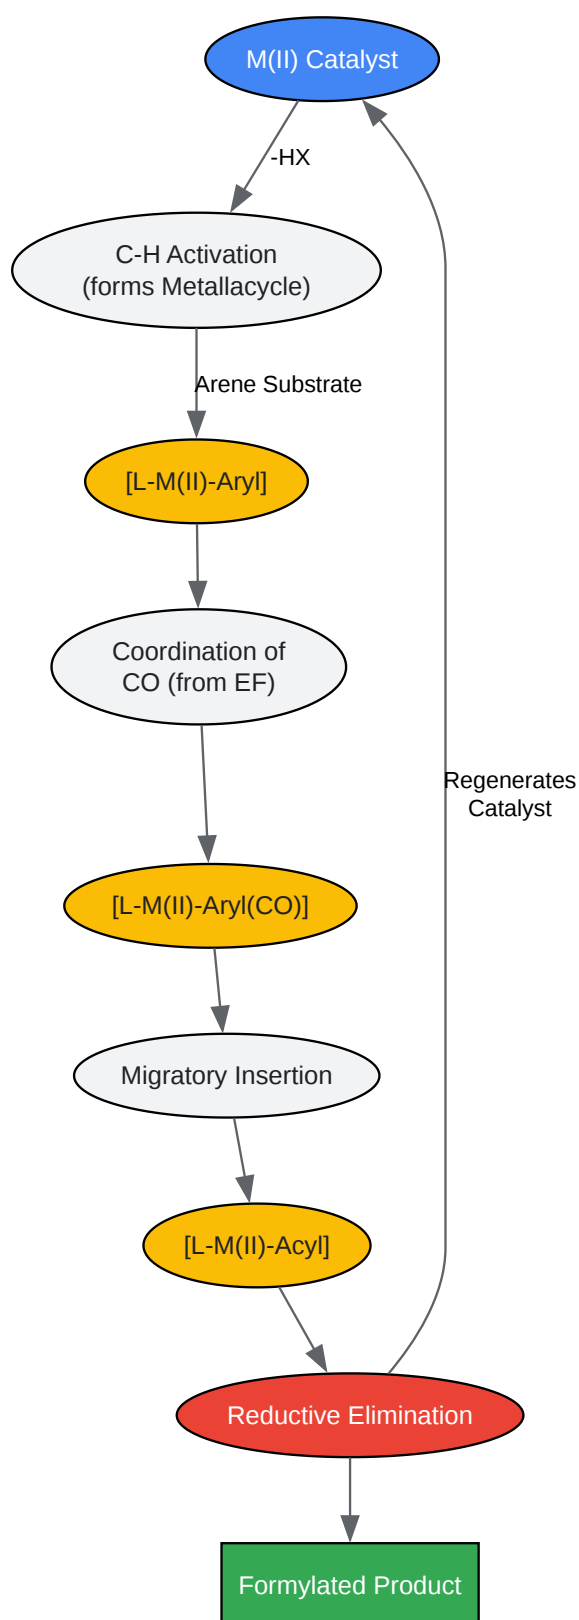 M(II) Catalyst
-HX
C-H Activation
(forms Metallacycle)
Arene Substrate
[L-M(II)-Aryl]
Coordination of
CO (from EF)
Regenerates
Catalyst
[L-M(II)-Aryl(CO)]
Migratory Insertion
[L-M(II)-Acyl]
Reductive Elimination
Formylated Product